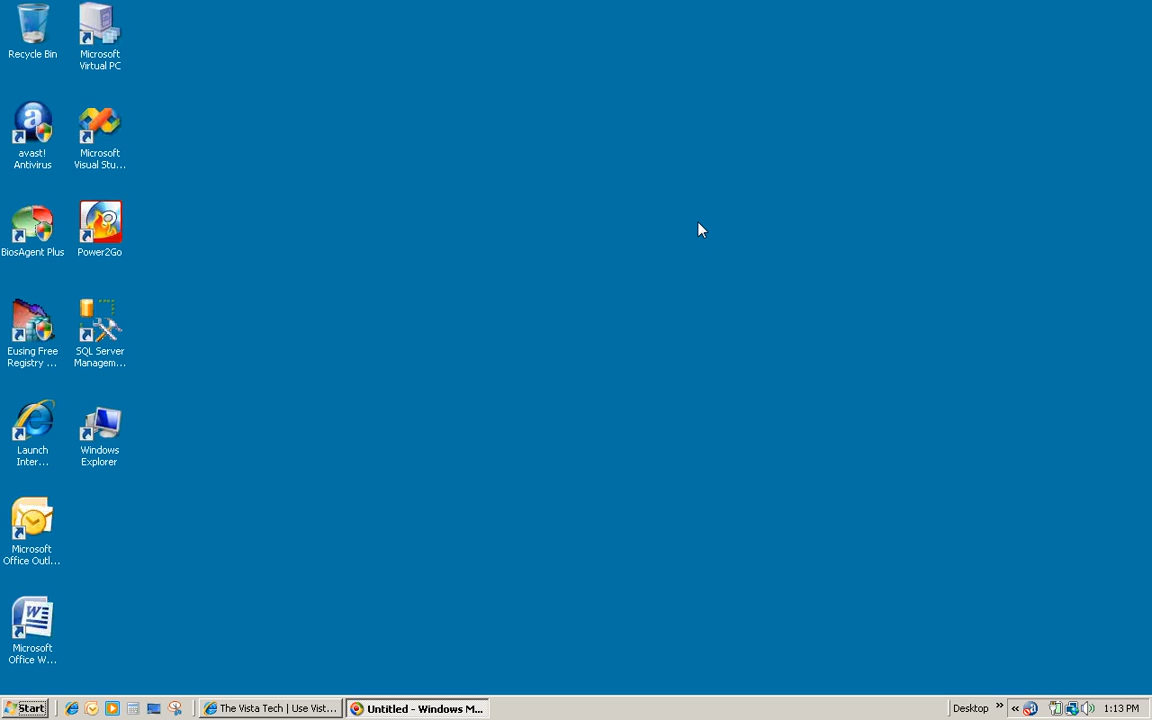 Recycle Bin
Microsoft
Virtual PC
avast!
Antivirus
Microsoft
Visual Stu...
BiosAgent Plus
Power2Go
Eusing Free
Registry ...
SQL Server
Managem...
Launch
Inter...
Windows
Explorer
Microsoft
Office Outl...
Microsoft
Office W...
Start
The Vista Tech | Use Vist...
Untitled - Windows M...
Desktop
1:13 PM